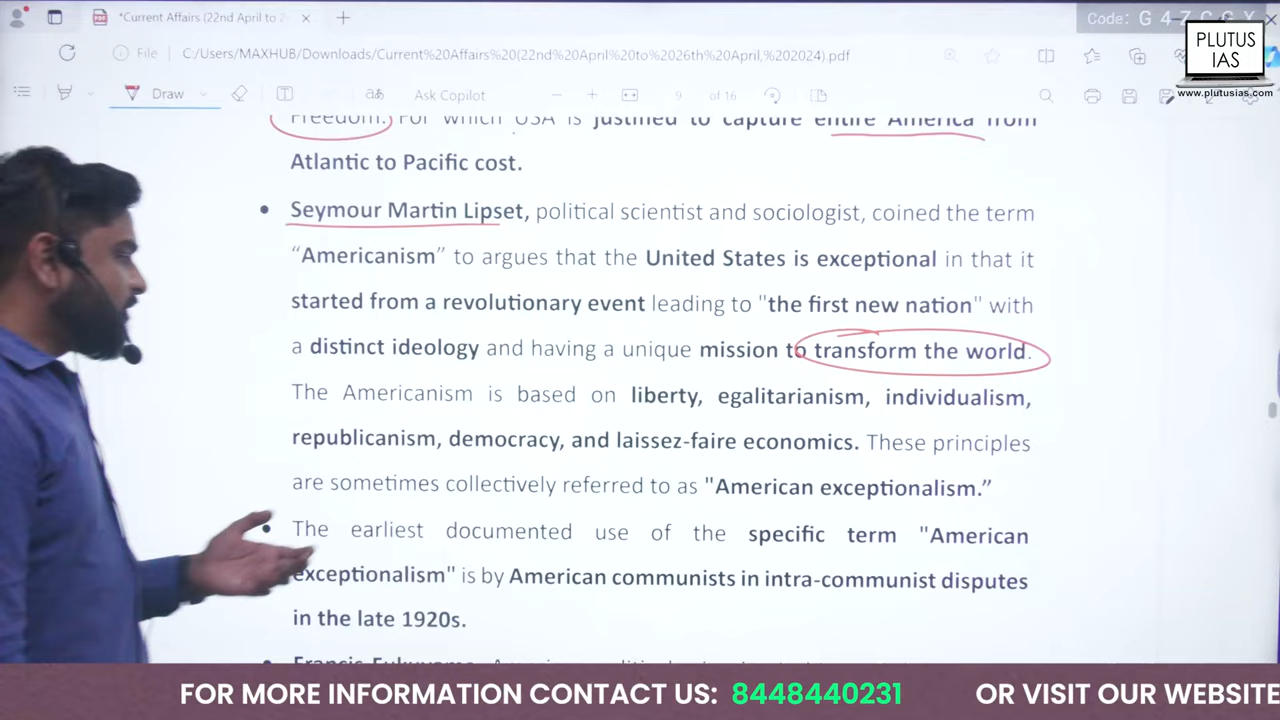 *Current Affairs (22nd April to 2
Code: G 4 7 C G X
PLUTUS
IAS
www.plutusias.com
File
C:/Users/MAXHUB/Downloads/Current%20Affairs%20(22nd%20April%20to%2026th%20April,%202024).pdf
Draw
Ask Copilot
9 of 16
Freedom. For which USA is justified to capture entire America from
Atlantic to Pacific cost.
• Seymour Martin Lipset, political scientist and sociologist, coined the term
“Americanism” to argues that the United States is exceptional in that it
started from a revolutionary event leading to "the first new nation" with
a distinct ideology and having a unique mission to transform the world.
The Americanism is based on liberty, egalitarianism, individualism,
republicanism, democracy, and laissez-faire economics. These principles
are sometimes collectively referred to as "American exceptionalism.”
• The earliest documented use of the specific term "American
exceptionalism" is by American communists in intra-communist disputes
in the late 1920s.
• Francis Fukuyama,
FOR MORE INFORMATION CONTACT US: 8448440231 OR VISIT OUR WEBSITE